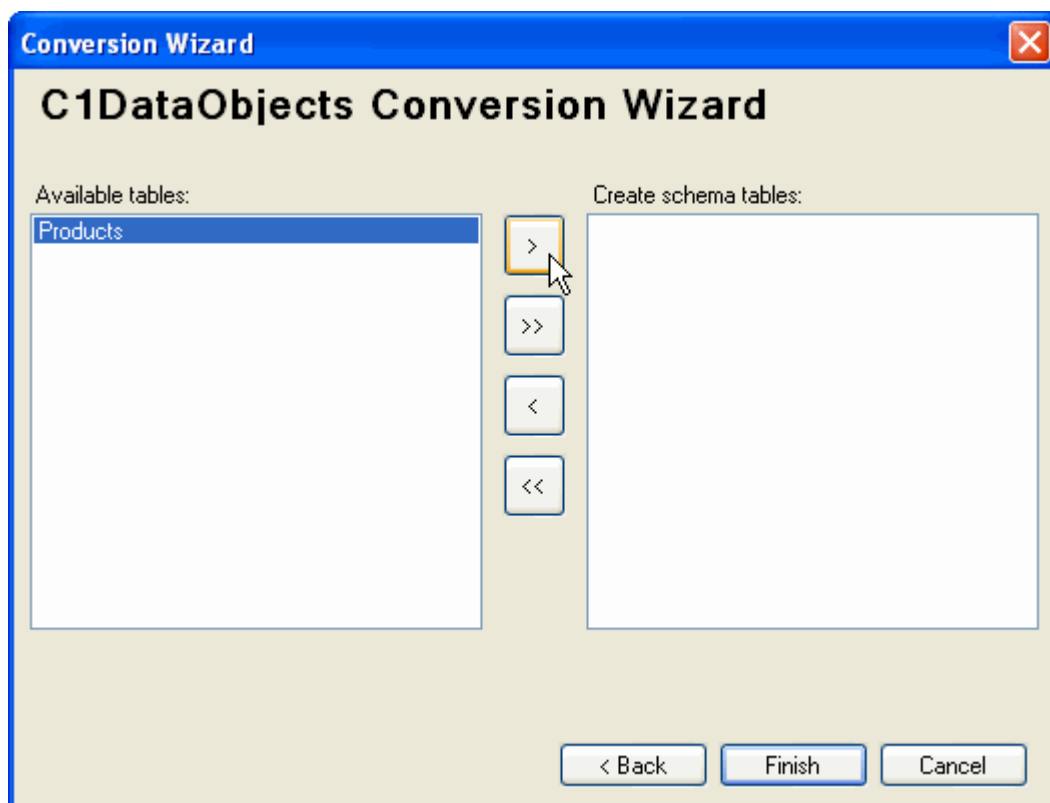 Conversion Wizard
C1DataObjects Conversion Wizard
Available tables:
Create schema tables:
Products
>
>>
<
<<
< Back
Finish
Cancel